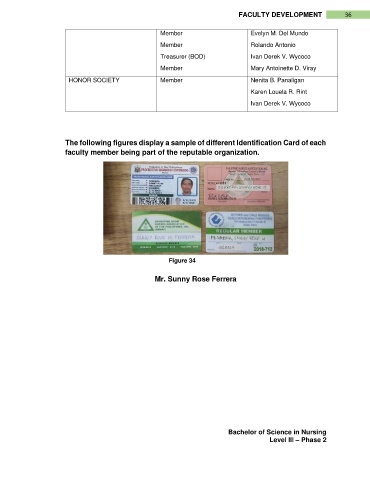 FACULTY DEVELOPMENT 36
Member Evelyn M. Del Mundo
Member Rolando Antonio
Treasurer (BOD) Ivan Derek V. Wycoco
Member Mary Antoinette D. Viray
HONOR SOCIETY Member Nenita B. Panaligan
Karen Louela R. Rint
Ivan Derek V. Wycoco
The following figures display a sample of different Identification Card of each
faculty member being part of the reputable organization.
REGULAR MEMBER
Figure 34
Mr. Sunny Rose Ferrera
Bachelor of Science in Nursing
Level III – Phase 2